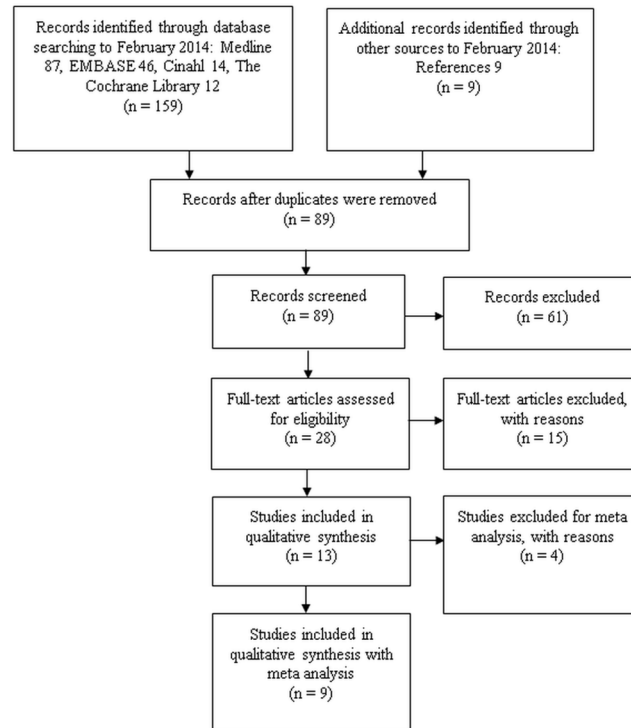 Records identified through database
searching to February 2014: Medline
87, EMBASE 46, Cinahl 14, The
Cochrane Library 12
(n = 159)
Additional records identified through
other sources to February 2014:
References 9
(n = 9)
Records after duplicates were removed
(n = 89)
Records screened
(n = 89)
Records excluded
(n = 61)
Full-text articles assessed
for eligibility
(n = 28)
Full-text articles excluded,
with reasons
(n = 15)
Studies included in
qualitative synthesis
(n = 13)
Studies excluded for meta
analysis, with reasons
(n = 4)
Studies included in
qualitative synthesis with
meta analysis
(n = 9)